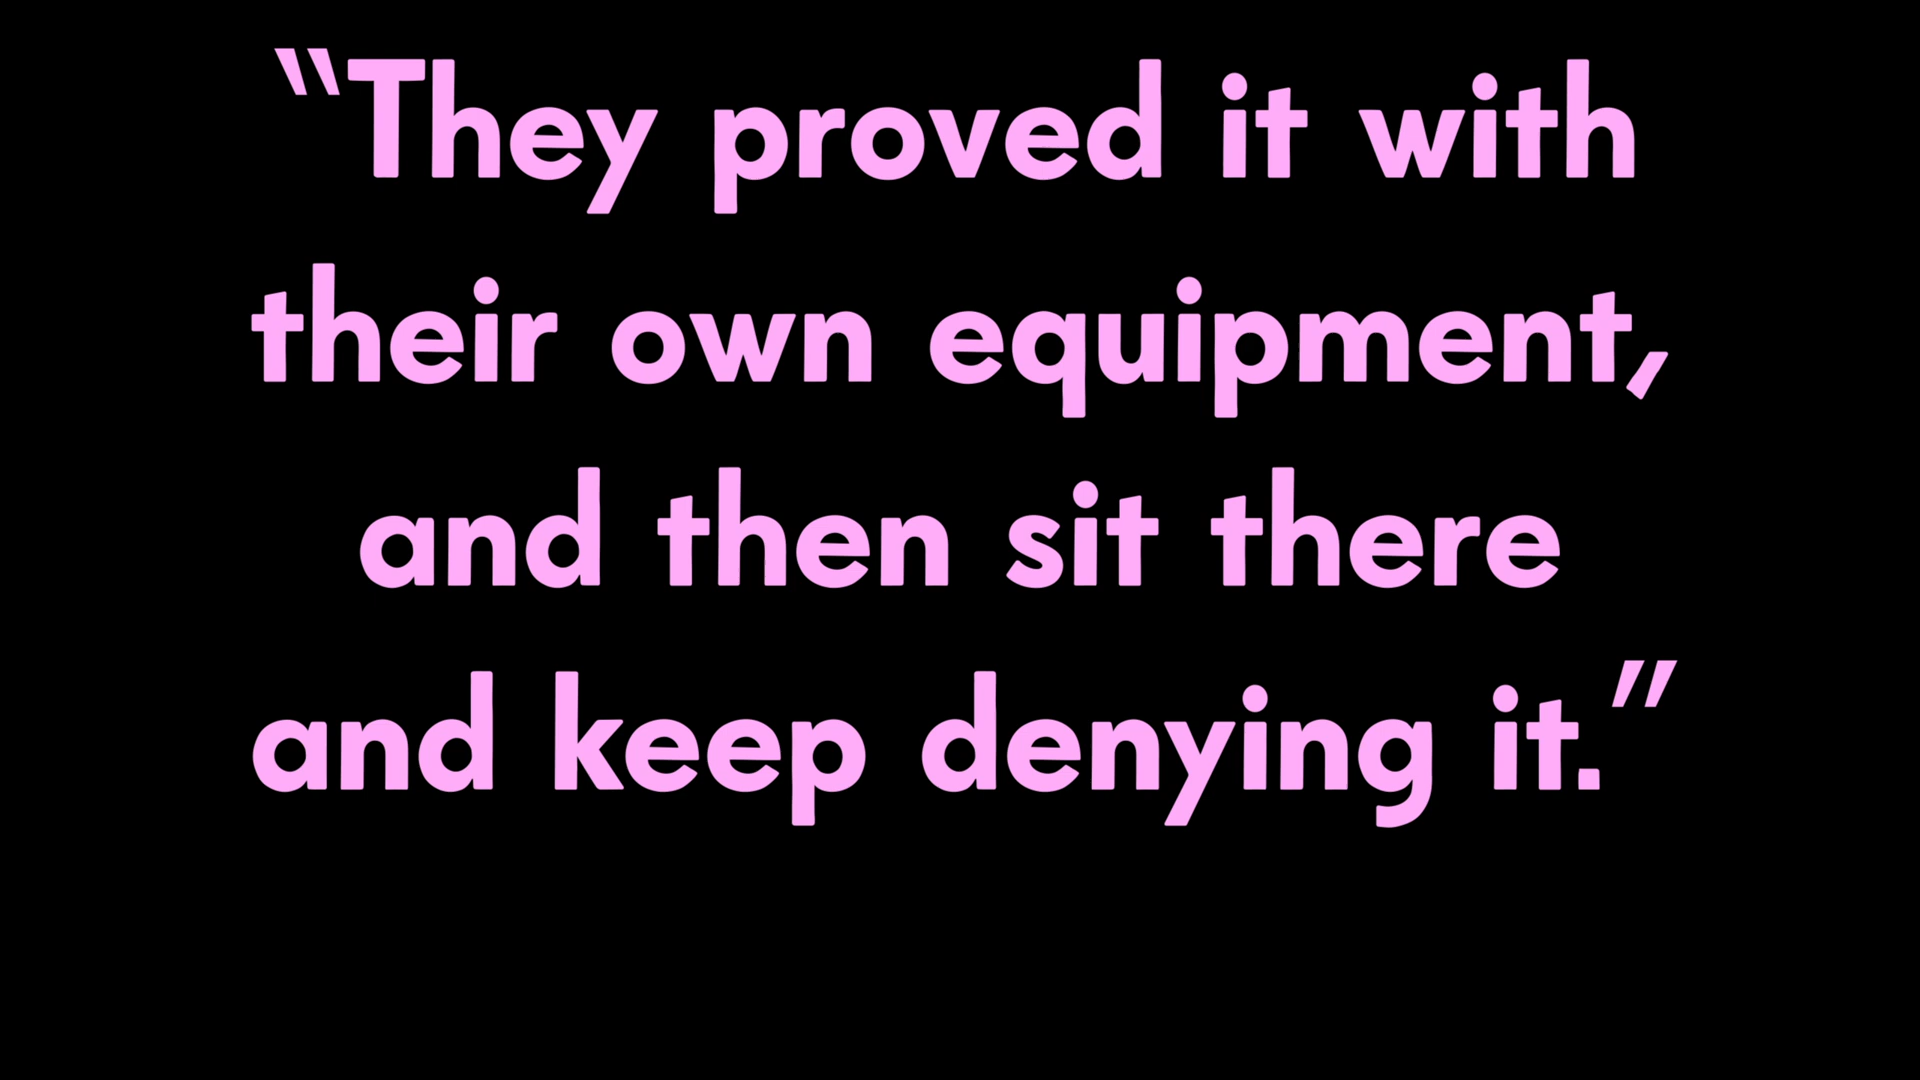 “They proved it with
their own equipment,
and then sit there
and keep denying it.”